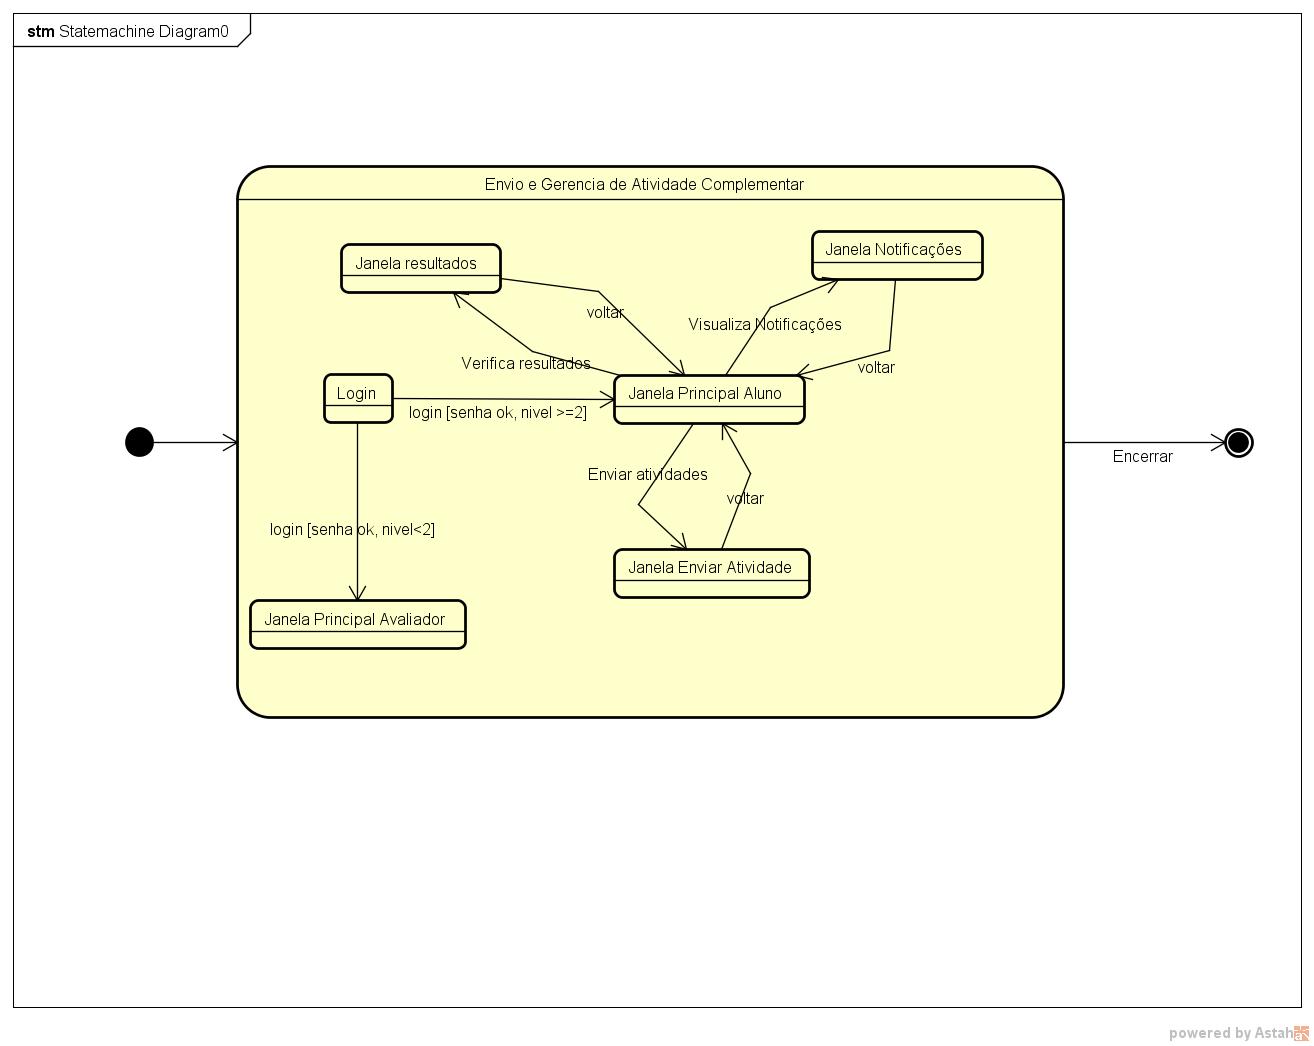 stm Statemachine Diagram0
Envio e Gerencia de Atividade Complementar
Janela resultados
Janela Notificações
voltar
Visualiza Notificações
Verifica resultados
voltar
Login
Janela Principal Aluno
login [senha ok, nivel >=2]
Encerrar
Enviar atividades
voltar
login [senha ok, nivel<2]
Janela Enviar Atividade
Janela Principal Avaliador
powered by Astah